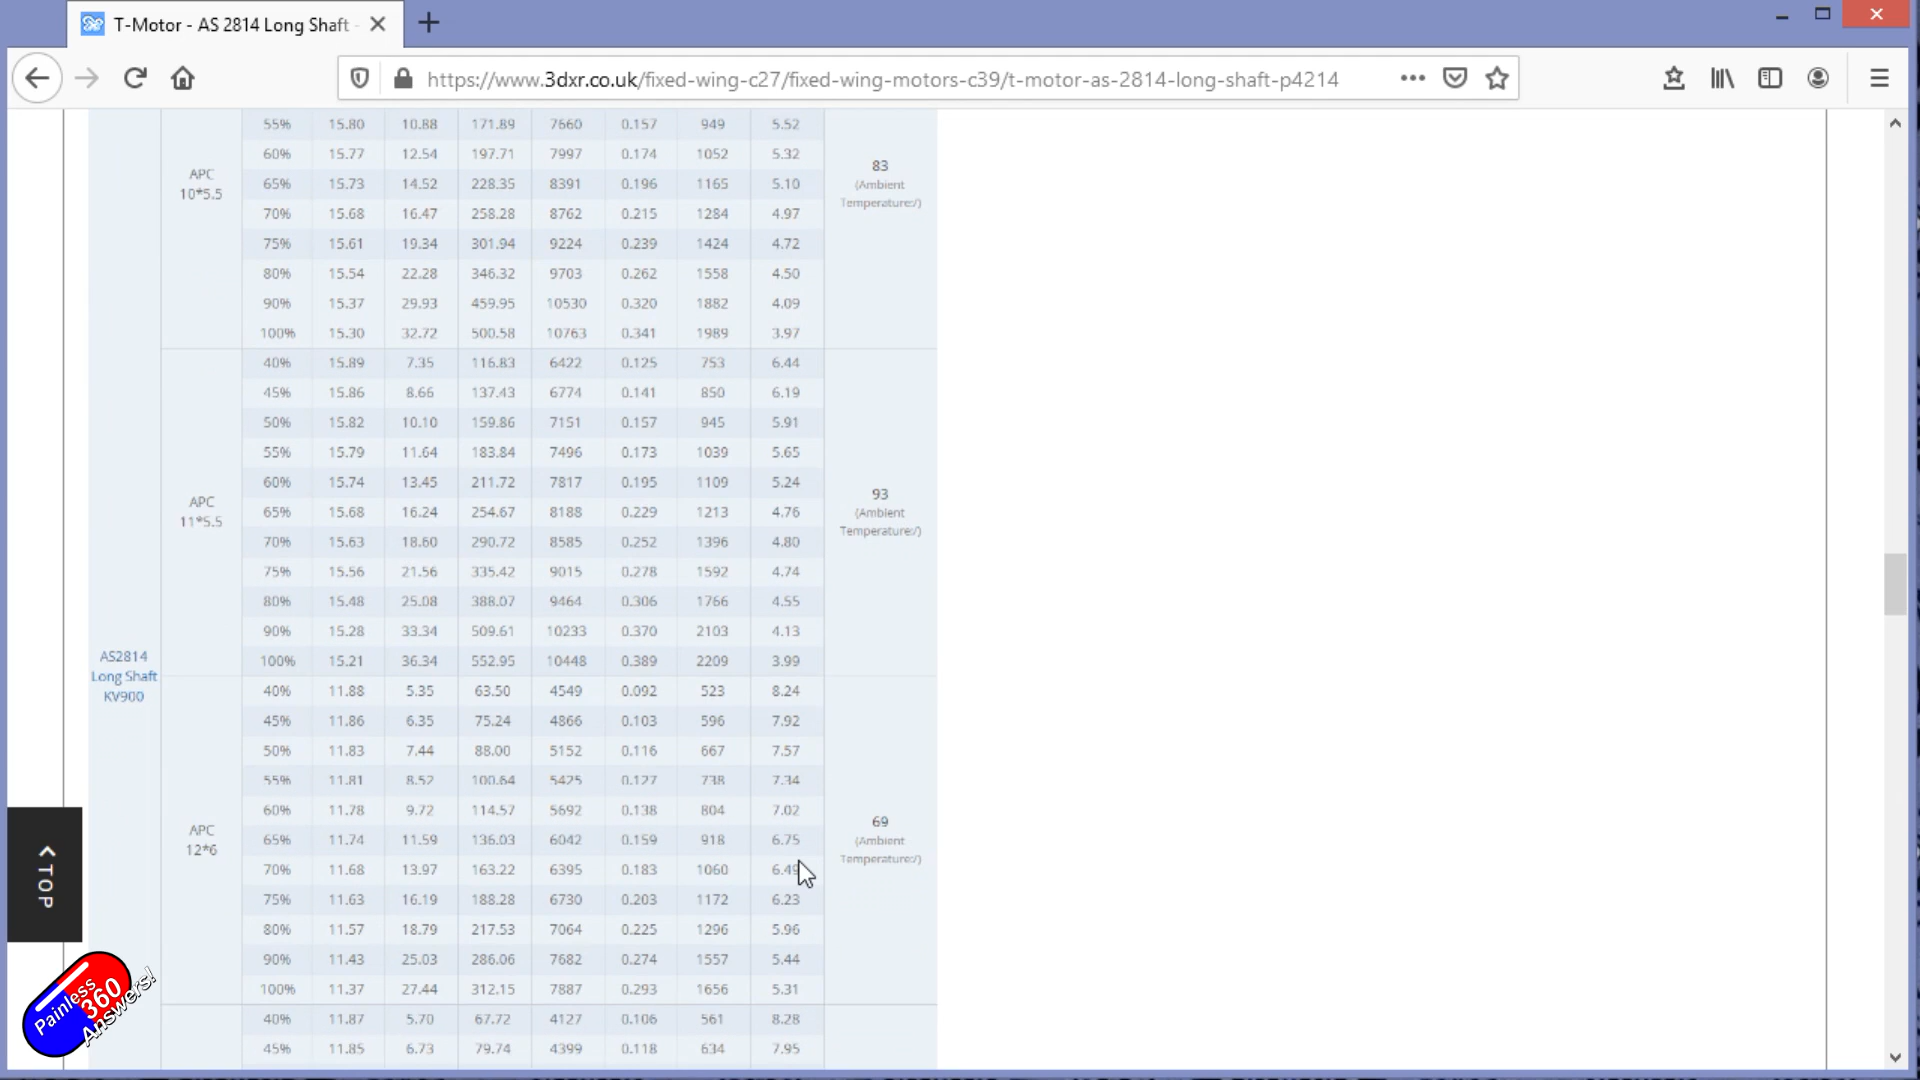 T-Motor - AS 2814 Long Shaft -
https://www.3dxr.co.uk/fixed-wing-c27/fixed-wing-motors-c39/t-motor-as-2814-long-shaft-p4214
55% 15.80 10.88 171.89 7660 0.157 949 5.52
60% 15.77 12.54 197.71 7997 0.174 1052 5.32
65% 15.73 14.52 228.35 8391 0.196 1165 5.10
70% 15.68 16.47 258.28 8762 0.215 1284 4.97
75% 15.61 19.34 301.94 9224 0.239 1424 4.72
80% 15.54 22.28 346.32 9703 0.262 1558 4.50
90% 15.37 29.93 459.95 10530 0.320 1882 4.09
100% 15.30 32.72 500.58 10763 0.341 1989 3.97
APC
10*5.5
83
(Ambient
Temperature:/)
40% 15.89 7.35 116.83 6422 0.125 753 6.44
45% 15.86 8.66 137.43 6774 0.141 850 6.19
50% 15.82 10.10 159.86 7151 0.157 945 5.91
55% 15.79 11.64 183.84 7496 0.173 1039 5.65
60% 15.74 13.45 211.72 7817 0.195 1109 5.24
65% 15.68 16.24 254.67 8188 0.229 1213 4.76
70% 15.63 18.60 290.72 8585 0.252 1396 4.80
75% 15.56 21.56 335.42 9015 0.278 1592 4.74
80% 15.48 25.08 388.07 9464 0.306 1766 4.55
90% 15.28 33.34 509.61 10233 0.370 2103 4.13
100% 15.21 36.34 552.95 10448 0.389 2209 3.99
APC
11*5.5
93
(Ambient
Temperature:/)
AS2814
Long Shaft
KV900
40% 11.88 5.35 63.50 4549 0.092 523 8.24
45% 11.86 6.35 75.24 4866 0.103 596 7.92
50% 11.83 7.44 88.00 5152 0.116 667 7.57
55% 11.81 8.52 100.64 5425 0.127 738 7.34
60% 11.78 9.72 114.57 5692 0.138 804 7.02
65% 11.74 11.59 136.03 6042 0.159 918 6.75
70% 11.68 13.97 163.22 6395 0.183 1060 6.49
75% 11.63 16.19 188.28 6730 0.203 1172 6.23
80% 11.57 18.79 217.53 7064 0.225 1296 5.96
90% 11.43 25.03 286.06 7682 0.274 1557 5.44
100% 11.37 27.44 312.15 7887 0.293 1656 5.31
APC
12*6
69
(Ambient
Temperature:/)
40% 11.87 5.70 67.72 4127 0.106 561 8.28
45% 11.85 6.73 79.74 4399 0.118 634 7.95
TOP
Painless
360
Answers!